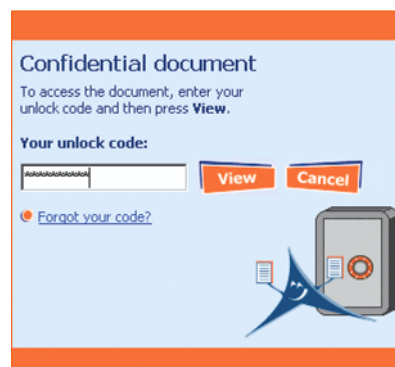 Confidential document
To access the document, enter your
unlock code and then press View.
Your unlock code:
***********
View
Cancel
Forgot your code?